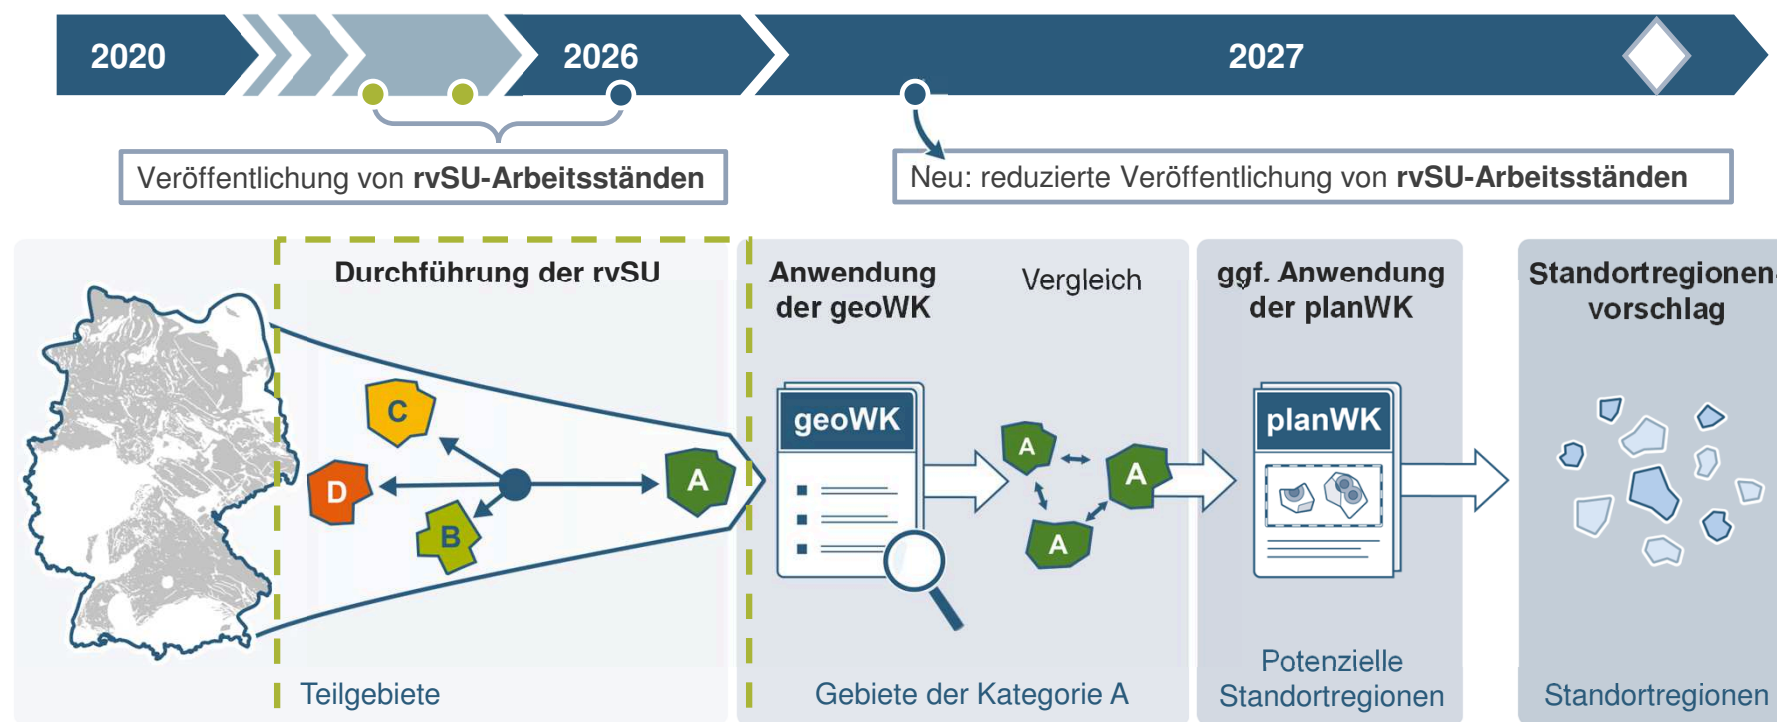 2020
2026
2027
Veröffentlichung von rvSU-Arbeitsständen
Neu: reduzierte Veröffentlichung von rvSU-Arbeitsständen
Durchführung der rvSU
C
D
B
A
Teilgebiete
Anwendung
der geoWK
Vergleich
geoWK
A
A
A
Gebiete der Kategorie A
ggf. Anwendung
der planWK
planWK
Potenzielle
Standortregionen
Standortregionen-
vorschlag
Standortregionen